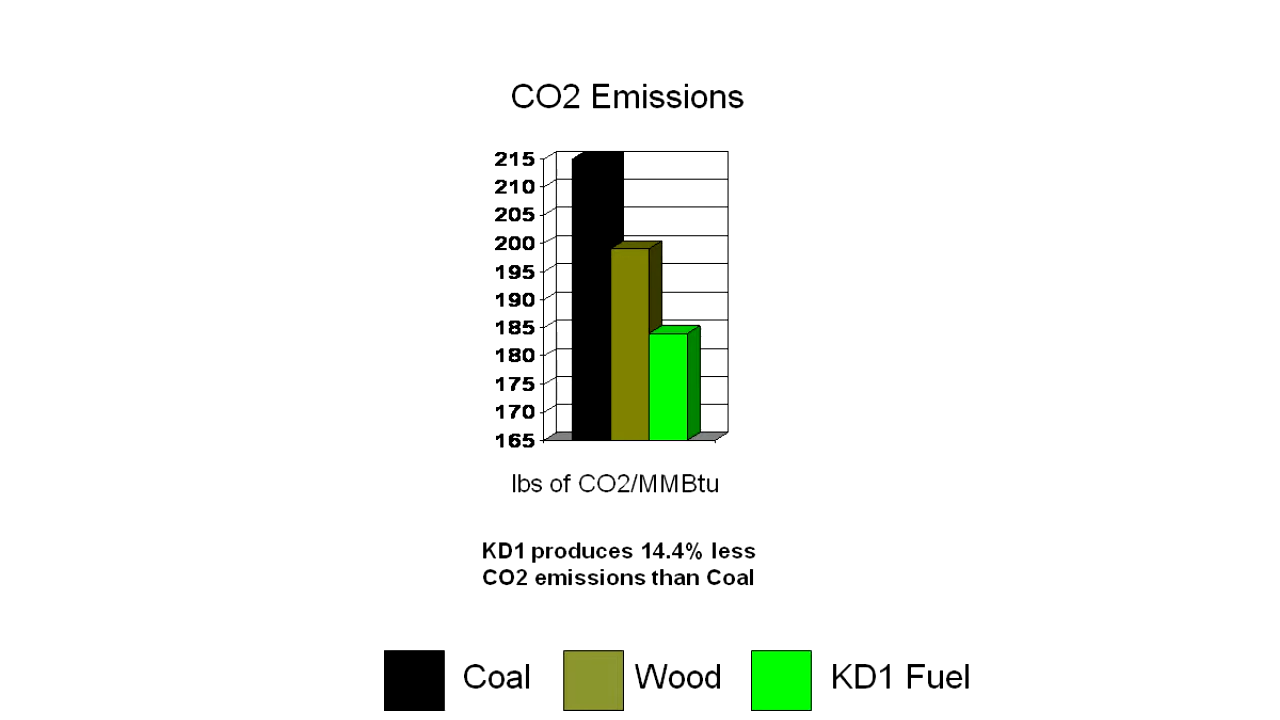 CO2 Emissions
215
210
205
200
195
190
185
180
175
170
165
lbs of CO2/MMBtu
KD1 produces 14.4% less
CO2 emissions than Coal
Coal Wood KD1 Fuel